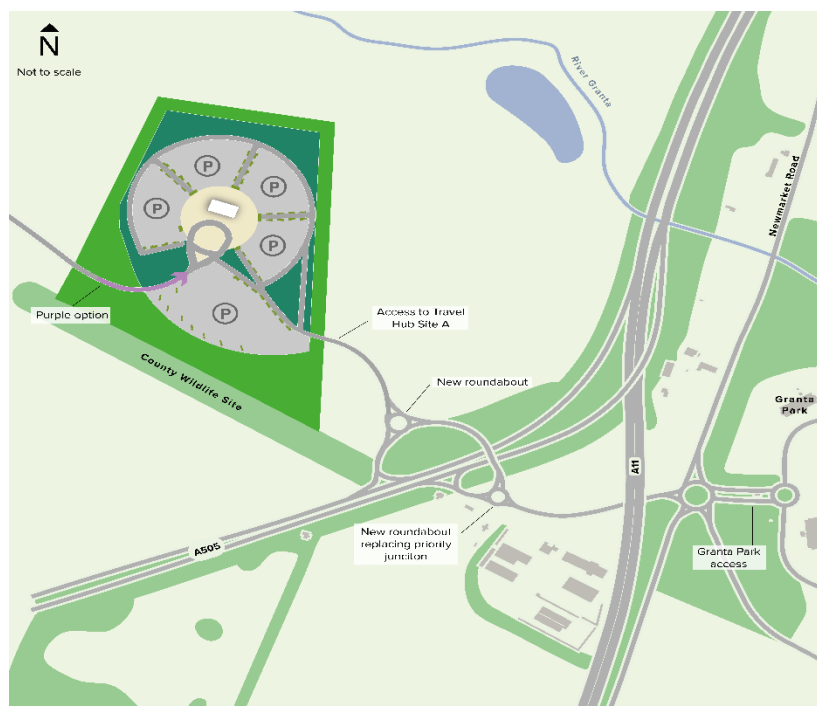 N
Not to scale
River Granta
Newmarket Road
P
P
P
P
P
Purple option
Access to Travel
Hub Site A
County Wildlife Site
New roundabout
Granta
Park
A11
A505
New roundabout
replacing priority
junciton
Granta Park
access